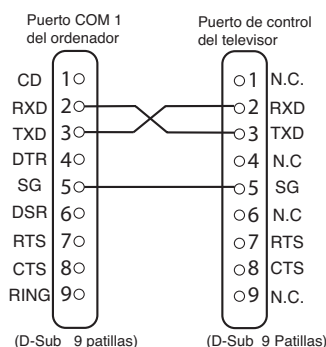 Puerto COM 1
del ordenador
Puerto de control
del televisor
CD 1 1 N.C.
RXD 2 2 RXD
TXD 3 3 TXD
DTR 4 4 N.C
SG 5 5 SG
DSR 6 6 N.C
RTS 7 7 RTS
CTS 8 8 CTS
RING 9 9 N.C.
(D-Sub 9 patillas) (D-Sub 9 Patillas)